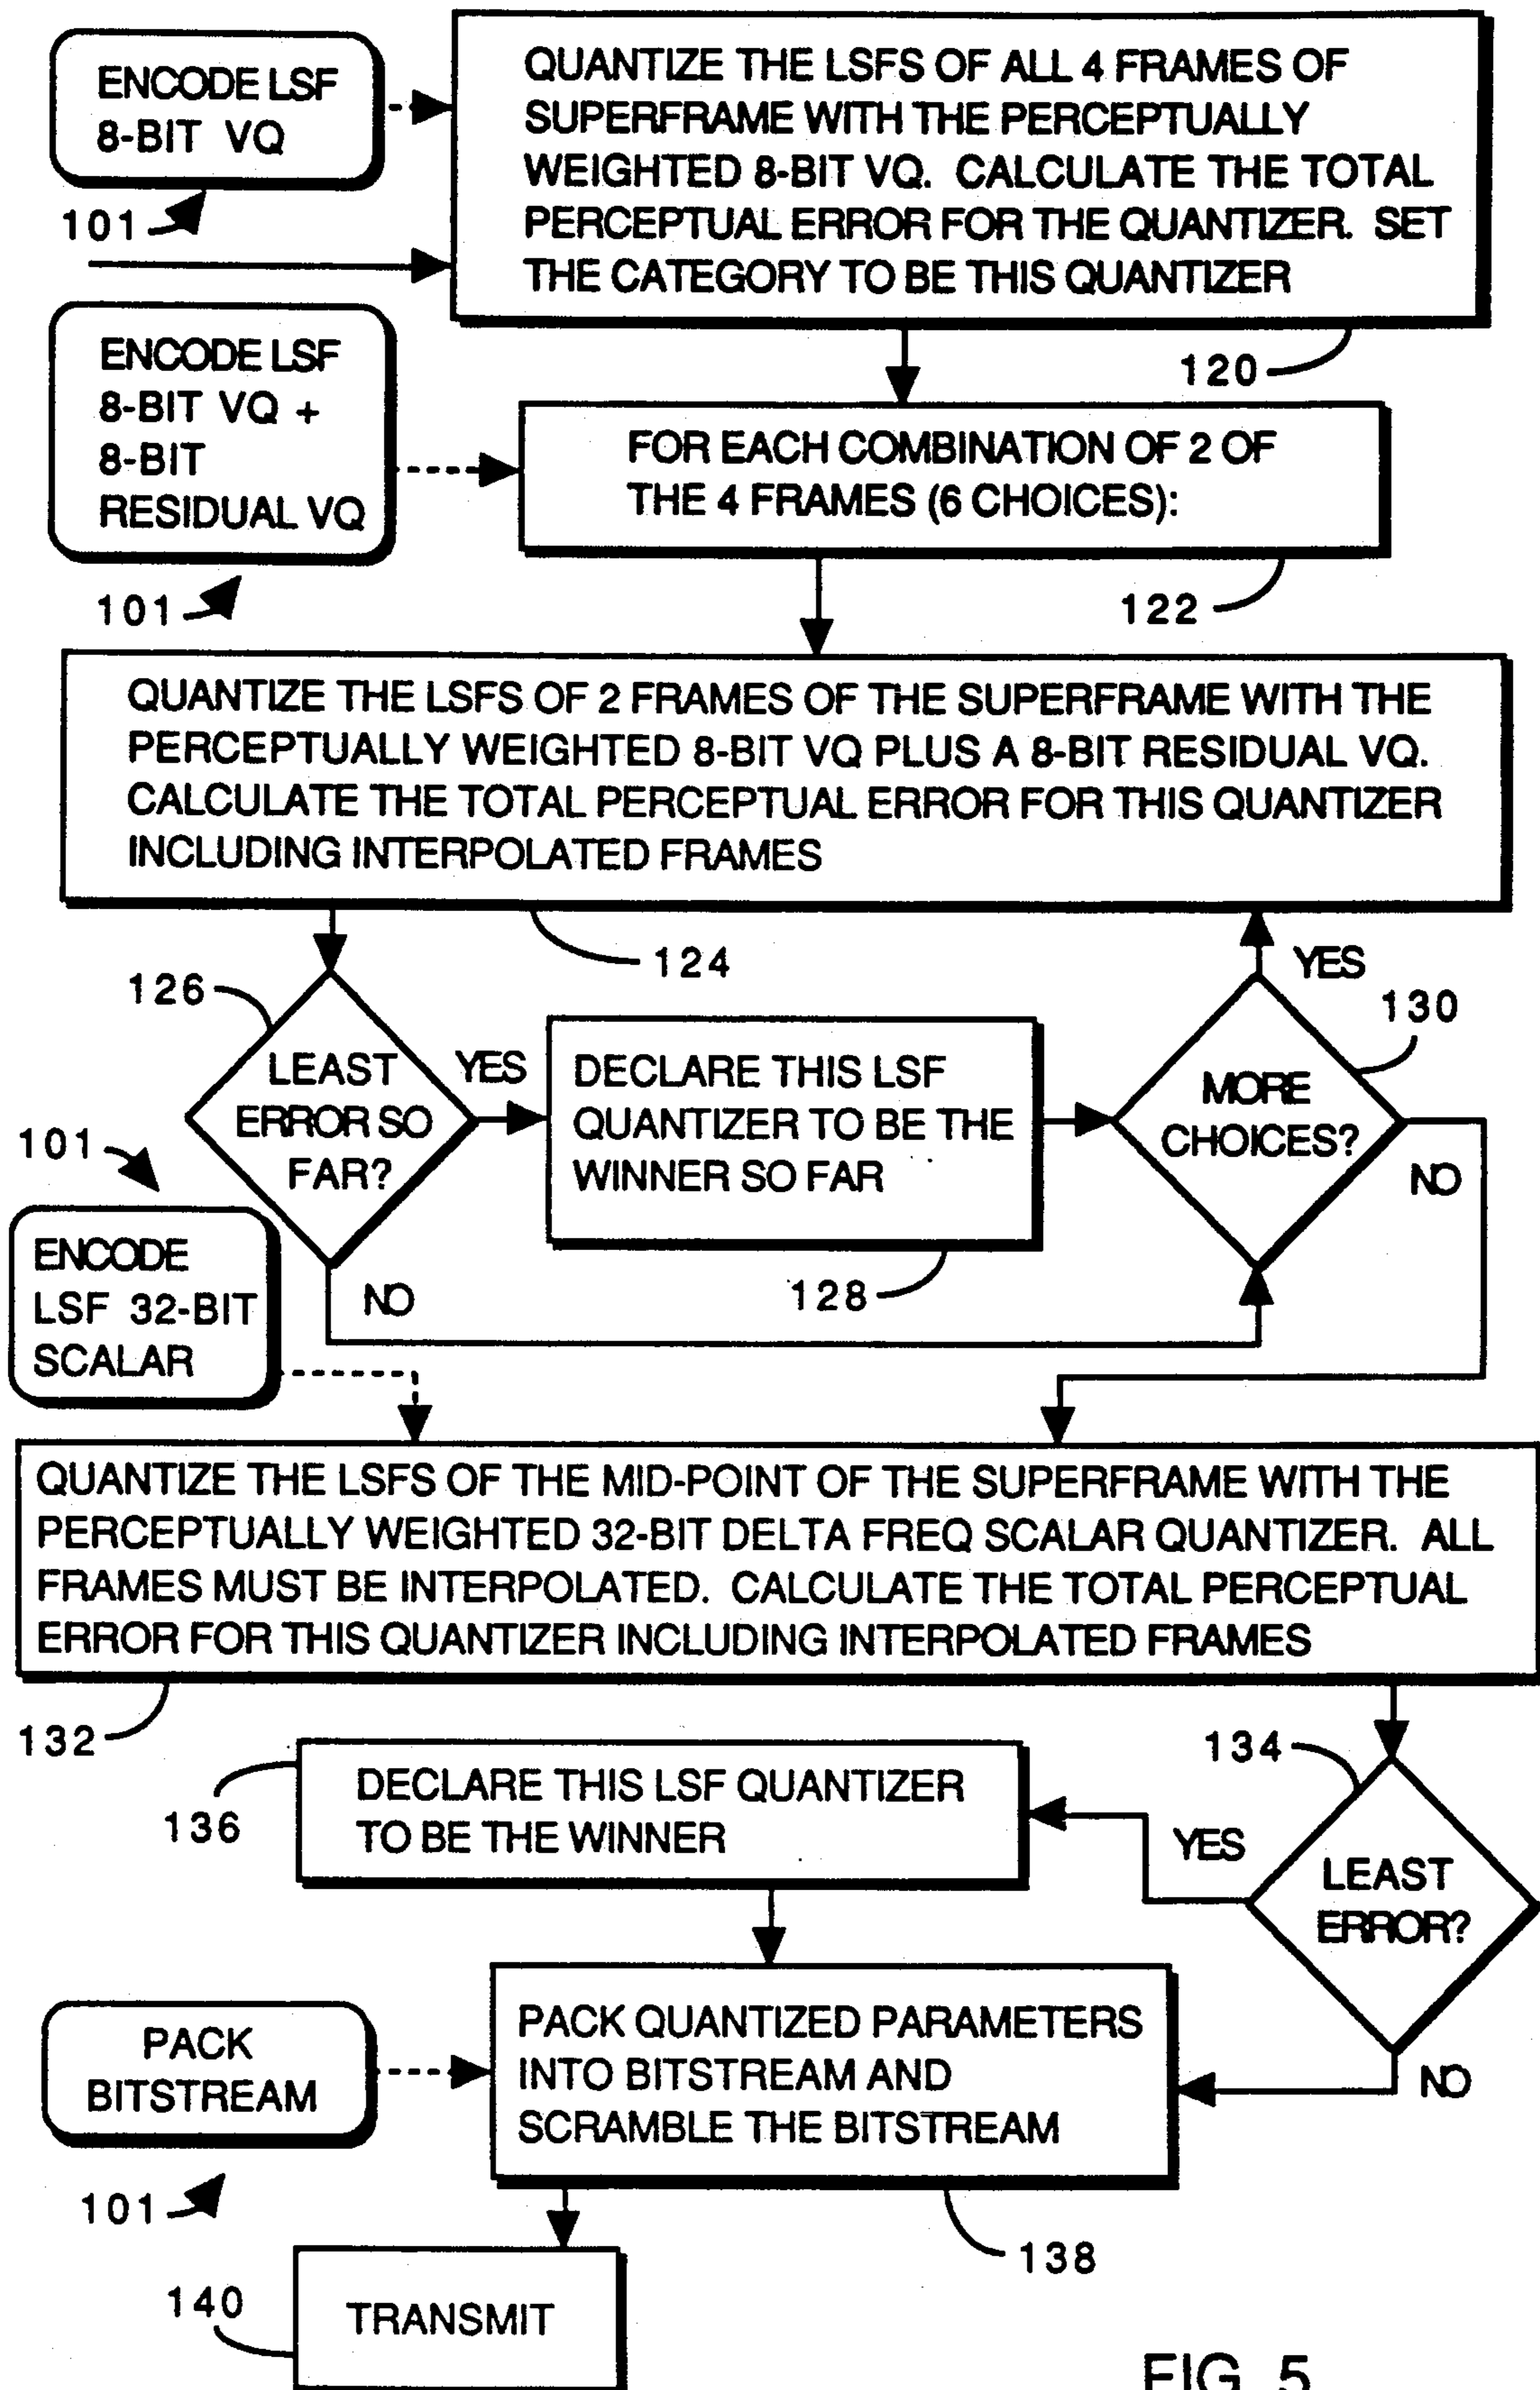 ENCODE LSF
8-BIT VQ
101
QUANTIZE THE LSFS OF ALL 4 FRAMES OF
SUPERFRAME WITH THE PERCEPTUALLY
WEIGHTED 8-BIT VQ. CALCULATE THE TOTAL
PERCEPTUAL ERROR FOR THE QUANTIZER. SET
THE CATEGORY TO BE THIS QUANTIZER
120
ENCODE LSF
8-BIT VQ +
8-BIT
RESIDUAL VQ
101
FOR EACH COMBINATION OF 2 OF
THE 4 FRAMES (6 CHOICES):
122
QUANTIZE THE LSFS OF 2 FRAMES OF THE SUPERFRAME WITH THE
PERCEPTUALLY WEIGHTED 8-BIT VQ PLUS A 8-BIT RESIDUAL VQ.
CALCULATE THE TOTAL PERCEPTUAL ERROR FOR THIS QUANTIZER
INCLUDING INTERPOLATED FRAMES
124
126
LEAST
ERROR SO
FAR?
YES
NO
DECLARE THIS LSF
QUANTIZER TO BE THE
WINNER SO FAR
128
YES
130
MORE
CHOICES?
NO
101
ENCODE
LSF 32-BIT
SCALAR
QUANTIZE THE LSFS OF THE MID-POINT OF THE SUPERFRAME WITH THE
PERCEPTUALLY WEIGHTED 32-BIT DELTA FREQ SCALAR QUANTIZER. ALL
FRAMES MUST BE INTERPOLATED. CALCULATE THE TOTAL PERCEPTUAL
ERROR FOR THIS QUANTIZER INCLUDING INTERPOLATED FRAMES
132
134
LEAST
ERROR?
YES
NO
136
DECLARE THIS LSF QUANTIZER
TO BE THE WINNER
PACK
BITSTREAM
101
PACK QUANTIZED PARAMETERS
INTO BITSTREAM AND
SCRAMBLE THE BITSTREAM
138
140
TRANSMIT
FIG. 5